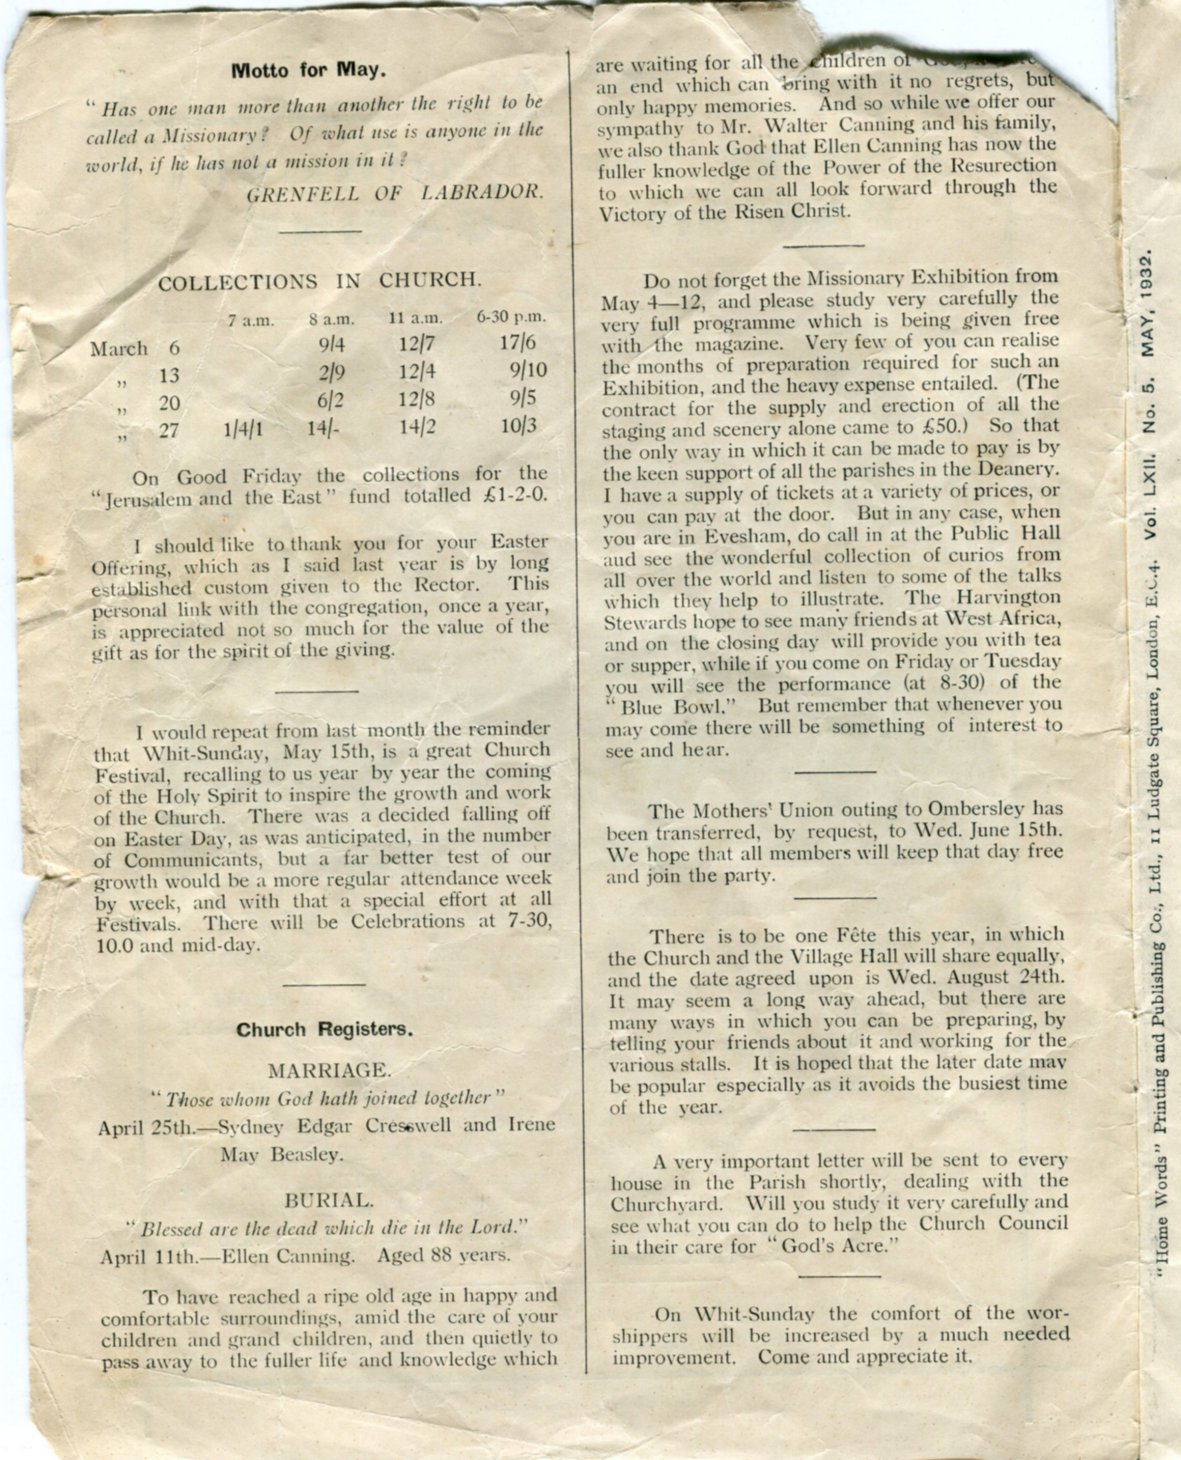 Motto for May.
" Has one man more than another the right to be
called a Missionary? Of what use is anyone in the
world, if he has not a mission in it?
GRENFELL OF LABRADOR.
COLLECTIONS IN CHURCH.
7 a.m. 8 a.m. 11 a.m. 6-30 p.m.
March 6 9/4 12/7 17/6
,, 13 2/9 12/4 9/10
,, 20 6/2 12/8 9/5
,, 27 1/4/1 14/- 14/2 10/3
On Good Friday the collections for the
"Jerusalem and the East" fund totalled £1-2-0.
I should like to thank you for your Easter
Offering, which as I said last year is by long
established custom given to the Rector. This
personal link with the congregation, once a year,
is appreciated not so much for the value of the
gift as for the spirit of the giving.
I would repeat from last month the reminder
that Whit-Sunday, May 15th, is a great Church
Festival, recalling to us year by year the coming
of the Holy Spirit to inspire the growth and work
of the Church. There was a decided falling off
on Easter Day, as was anticipated, in the number
of Communicants, but a far better test of our
growth would be a more regular attendance week
by week, and with that a special effort at all
Festivals. There will be Celebrations at 7-30,
10.0 and mid-day.
Church Registers.
MARRIAGE.
"Those whom God hath joined together"
April 25th.—Sydney Edgar Cresswell and Irene
May Beasley.
BURIAL.
"Blessed are the dead which die in the Lord."
April 11th.—Ellen Canning. Aged 88 years.
To have reached a ripe old age in happy and
comfortable surroundings, amid the care of your
children and grand children, and then quietly to
pass away to the fuller life and knowledge which
are waiting for all the children of
an end which can bring with it no regrets, but
only happy memories. And so while we offer our
sympathy to Mr. Walter Canning and his family,
we also thank God that Ellen Canning has now the
fuller knowledge of the Power of the Resurection
to which we can all look forward through the
Victory of the Risen Christ.
Do not forget the Missionary Exhibition from
May 4—12, and please study very carefully the
very full programme which is being given free
with the magazine. Very few of you can realise
the months of preparation required for such an
Exhibition, and the heavy expense entailed. (The
contract for the supply and erection of all the
staging and scenery alone came to £50.) So that
the only way in which it can be made to pay is by
the keen support of all the parishes in the Deanery.
I have a supply of tickets at a variety of prices, or
you can pay at the door. But in any case, when
you are in Evesham, do call in at the Public Hall
aud see the wonderful collection of curios from
all over the world and listen to some of the talks
which they help to illustrate. The Harvington
Stewards hope to see many friends at West Africa,
and on the closing day will provide you with tea
or supper, while if you come on Friday or Tuesday
you will see the performance (at 8-30) of the
"Blue Bowl." But remember that whenever you
may come there will be something of interest to
see and hear.
The Mothers' Union outing to Ombersley has
been transferred, by request, to Wed. June 15th.
We hope that all members will keep that day free
and join the party.
There is to be one Fête this year, in which
the Church and the Village Hall will share equally,
and the date agreed upon is Wed. August 24th.
It may seem a long way ahead, but there are
many ways in which you can be preparing, by
telling your friends about it and working for the
various stalls. It is hoped that the later date may
be popular especially as it avoids the busiest time
of the year.
A very important letter will be sent to every
house in the Parish shortly, dealing with the
Churchyard. Will you study it very carefully and
see what you can do to help the Church Council
in their care for "God's Acre."
On Whit-Sunday the comfort of the wor-
shippers will be increased by a much needed
improvement. Come and appreciate it.
"Home Words" Printing and Publishing Co., Ltd., 11 Ludgate Square, London, E.C.4. Vol. LXII. No. 5. MAY, 1932.